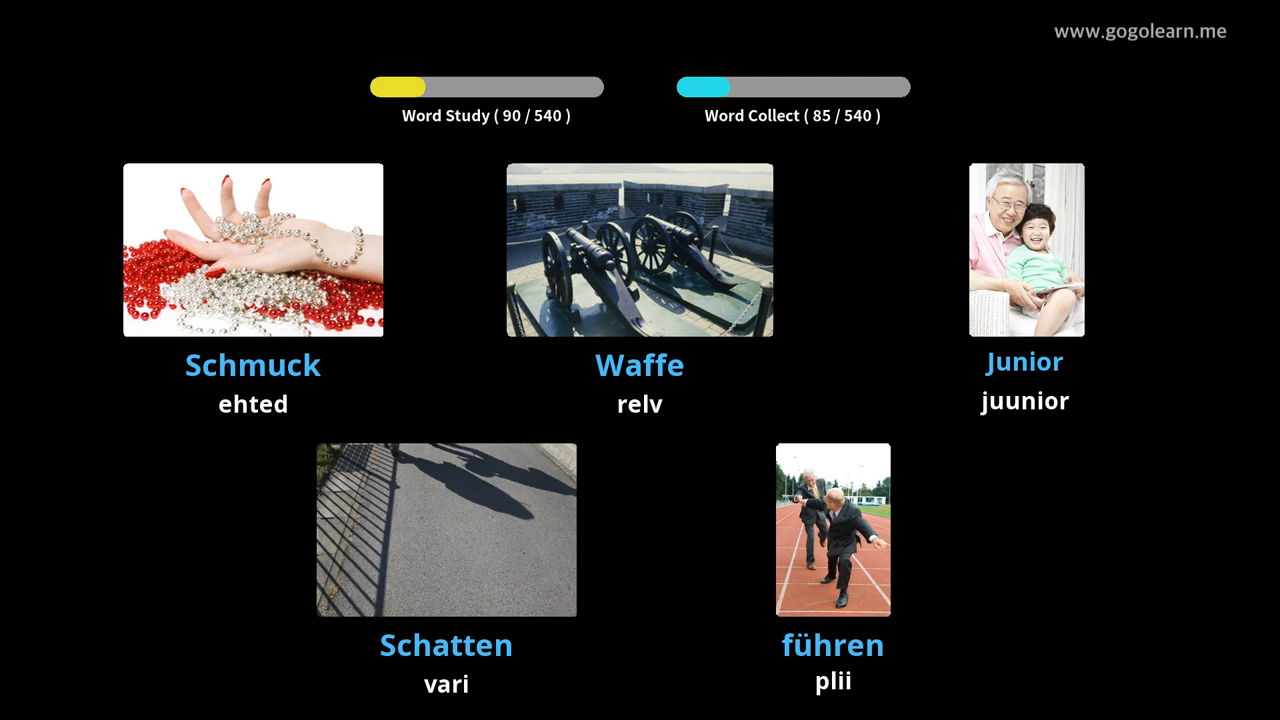 www.gogolearn.me
Word Study ( 90 / 540 )
Word Collect ( 85 / 540 )
Schmuck
ehted
Waffe
relv
Junior
juunior
Schatten
vari
führen
plii